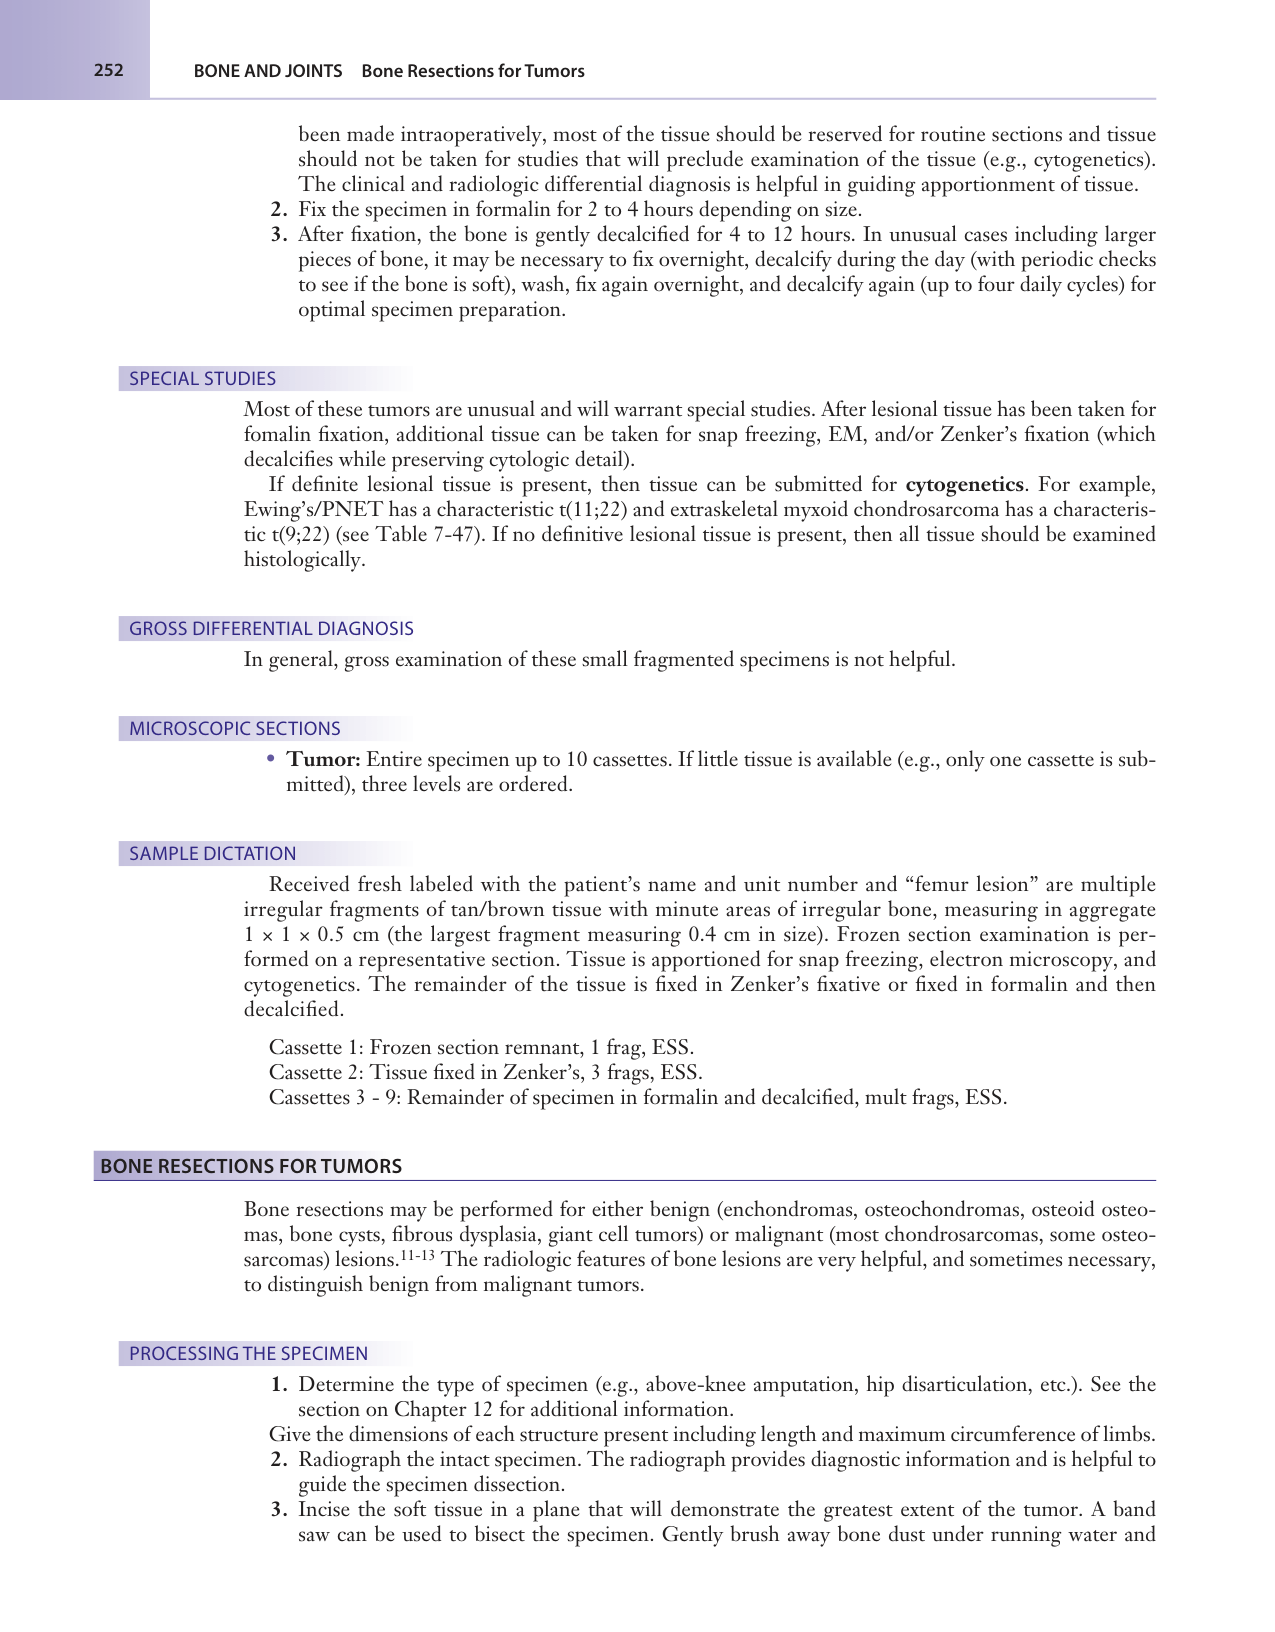 252
BONE AND JOINTS Bone Resections for Tumors
been made intraoperatively, most of the tissue should be reserved for routine sections and tissue
should not be taken for studies that will preclude examination of the tissue (e.g., cytogenetics).
The clinical and radiologic differential diagnosis is helpful in guiding apportionment of tissue.
2. Fix the specimen in formalin for 2 to 4 hours depending on size.
3. After fixation, the bone is gently decalcified for 4 to 12 hours. In unusual cases including larger
pieces of bone, it may be necessary to fix overnight, decalcify during the day (with periodic checks
to see if the bone is soft), wash, fix again overnight, and decalcify again (up to four daily cycles) for
optimal specimen preparation.
SPECIAL STUDIES
Most of these tumors are unusual and will warrant special studies. After lesional tissue has been taken for
fomalin fixation, additional tissue can be taken for snap freezing, EM, and/or Zenker’s fixation (which
decalcifies while preserving cytologic detail).
If definite lesional tissue is present, then tissue can be submitted for cytogenetics. For example,
Ewing’s/PNET has a characteristic t(11;22) and extraskeletal myxoid chondrosarcoma has a characteris-
tic t(9;22) (see Table 7-47). If no definitive lesional tissue is present, then all tissue should be examined
histologically.
GROSS DIFFERENTIAL DIAGNOSIS
In general, gross examination of these small fragmented specimens is not helpful.
MICROSCOPIC SECTIONS
• Tumor: Entire specimen up to 10 cassettes. If little tissue is available (e.g., only one cassette is sub-
mitted), three levels are ordered.
SAMPLE DICTATION
Received fresh labeled with the patient’s name and unit number and “femur lesion” are multiple
irregular fragments of tan/brown tissue with minute areas of irregular bone, measuring in aggregate
1 × 1 × 0.5 cm (the largest fragment measuring 0.4 cm in size). Frozen section examination is per-
formed on a representative section. Tissue is apportioned for snap freezing, electron microscopy, and
cytogenetics. The remainder of the tissue is fixed in Zenker’s fixative or fixed in formalin and then
decalcified.
Cassette 1: Frozen section remnant, 1 frag, ESS.
Cassette 2: Tissue fixed in Zenker’s, 3 frags, ESS.
Cassettes 3 - 9: Remainder of specimen in formalin and decalcified, mult frags, ESS.
BONE RESECTIONS FOR TUMORS
Bone resections may be performed for either benign (enchondromas, osteochondromas, osteoid osteo-
mas, bone cysts, fibrous dysplasia, giant cell tumors) or malignant (most chondrosarcomas, some osteo-
sarcomas) lesions.11-13 The radiologic features of bone lesions are very helpful, and sometimes necessary,
to distinguish benign from malignant tumors.
PROCESSING THE SPECIMEN
1. Determine the type of specimen (e.g., above-knee amputation, hip disarticulation, etc.). See the
section on Chapter 12 for additional information.
Give the dimensions of each structure present including length and maximum circumference of limbs.
2. Radiograph the intact specimen. The radiograph provides diagnostic information and is helpful to
guide the specimen dissection.
3. Incise the soft tissue in a plane that will demonstrate the greatest extent of the tumor. A band
saw can be used to bisect the specimen. Gently brush away bone dust under running water and